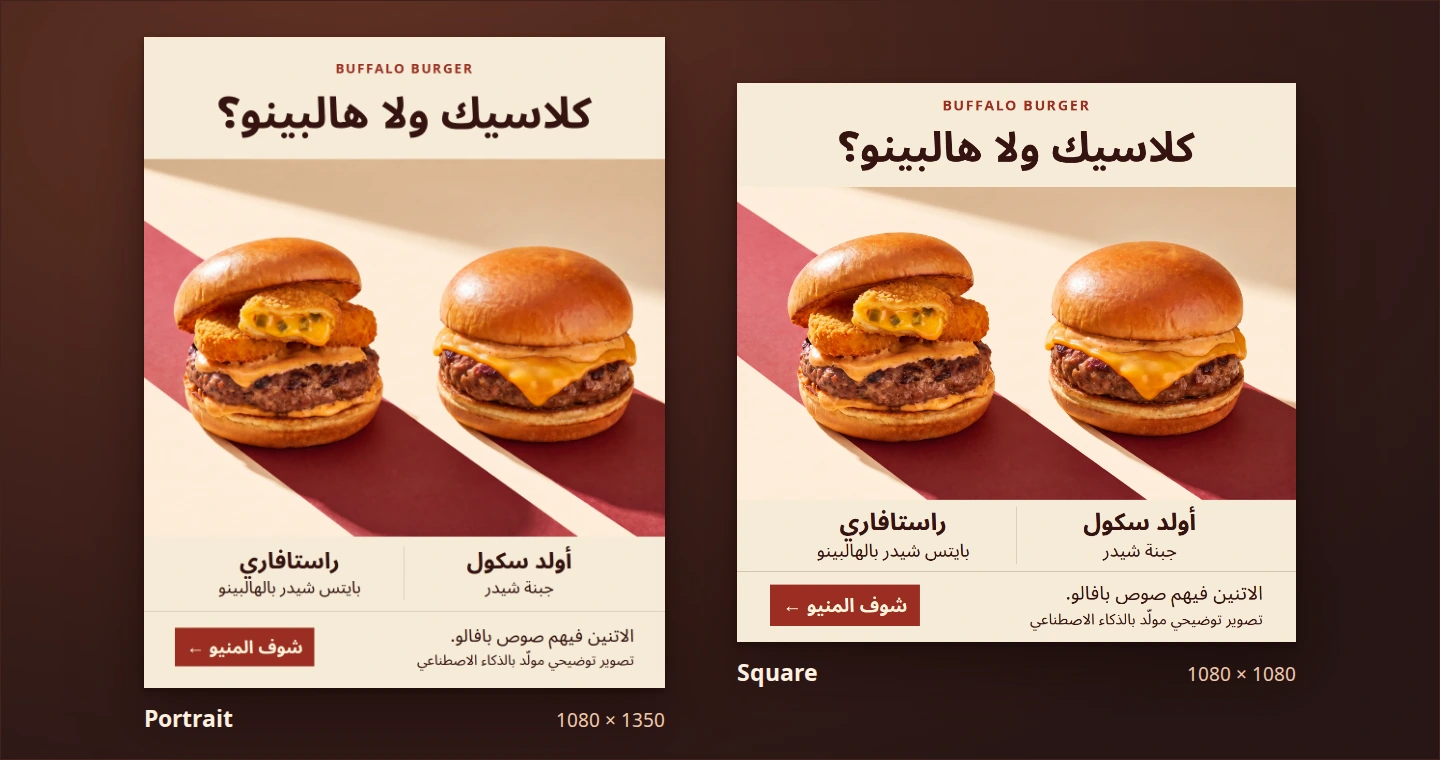 BUFFALO BURGER
كلاسيك ولا هالبينو؟
أولد سكول
جبنة شيدر
راستافاري
بايتس شيدر بالهالبينو
الاتنين فيهم صوص بافالو.
تصوير توضيحي مولّد بالذكاء الاصطناعي
شوف المنيو ←
Portrait
1080 × 1350
BUFFALO BURGER
كلاسيك ولا هالبينو؟
أولد سكول
جبنة شيدر
راستافاري
بايتس شيدر بالهالبينو
الاتنين فيهم صوص بافالو.
تصوير توضيحي مولّد بالذكاء الاصطناعي
شوف المنيو ←
Square
1080 × 1080